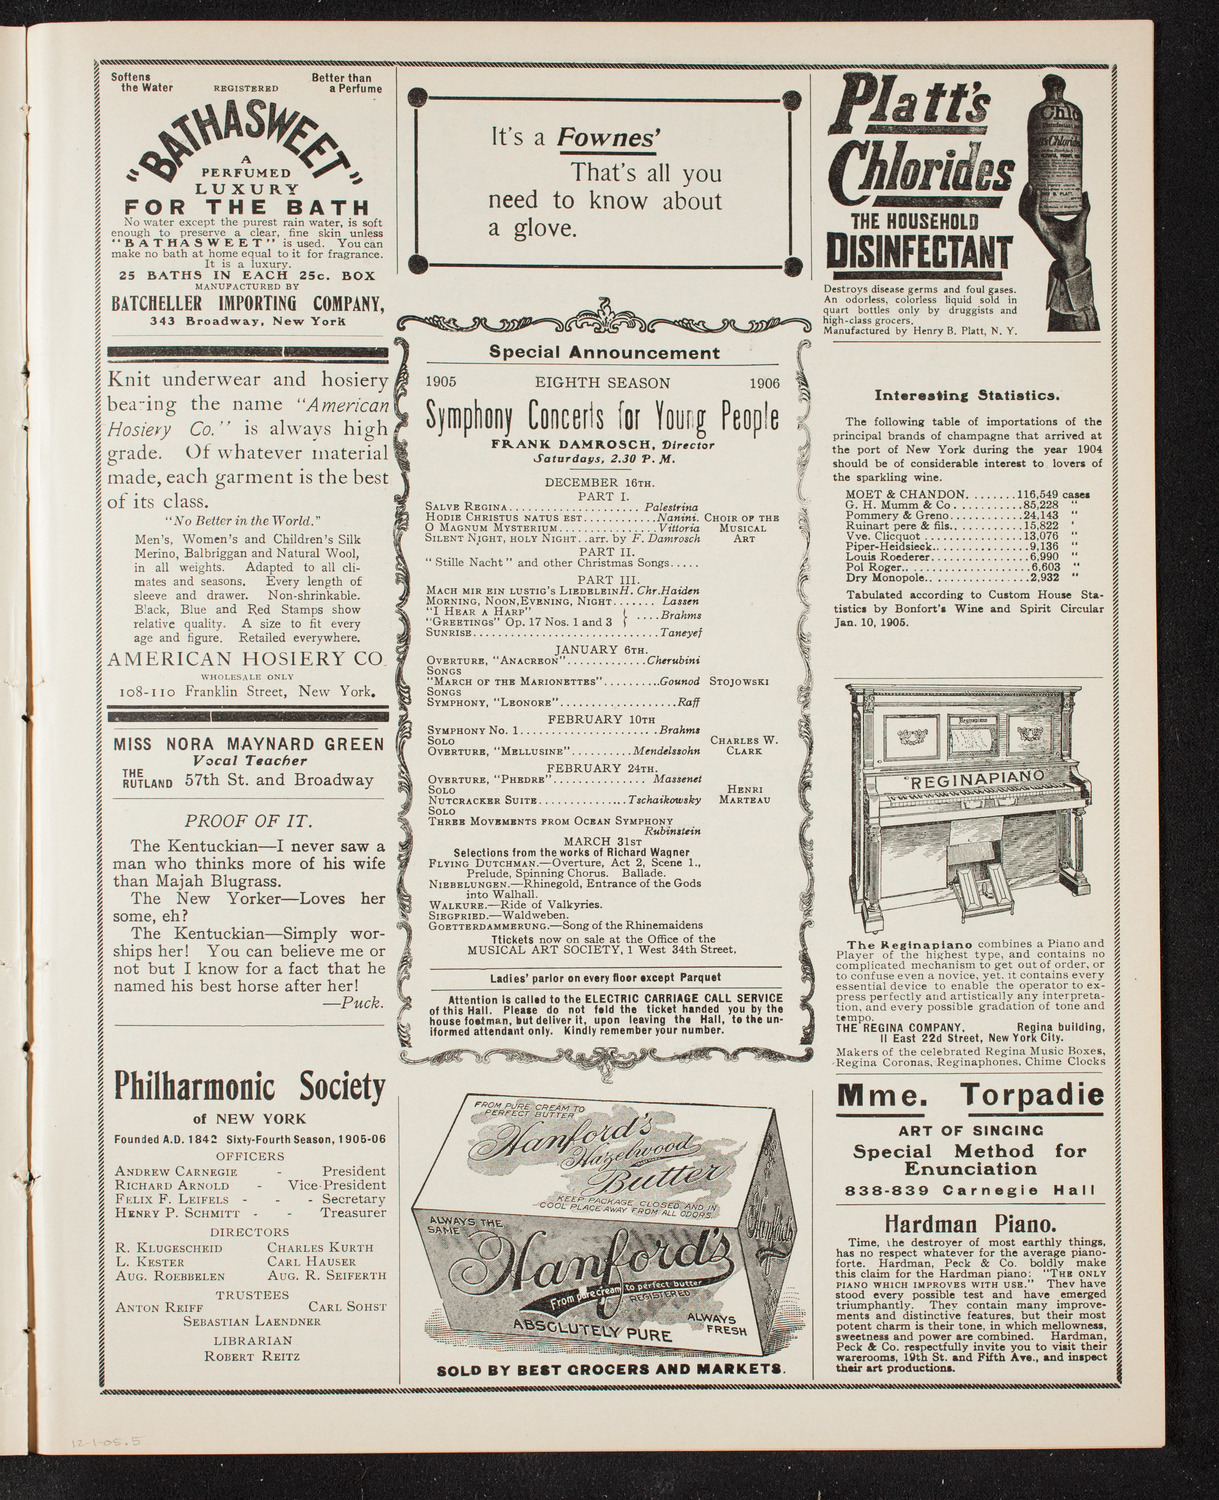 Softens
the Water
REGISTERED
Better than
a Perfume
"BATHASWEET"
A
PERFUMED
LUXURY
FOR THE BATH
No water except the purest rain water, is soft
enough to preserve a clear, fine skin unless
"BATHASWEET" is used. You can
make no bath at home equal to it for fragrance.
It is a luxury.
25 BATHS IN EACH 25c. BOX
MANUFACTURED BY
BATCHELLER IMPORTING COMPANY,
343 Broadway, New York
Knit underwear and hosiery
bearing the name "American
Hosiery Co." is always high
grade. Of whatever material
made, each garment is the best
of its class.
"No Better in the World."
Men's, Women's and Children's Silk
Merino, Balbriggan and Natural Wool,
in all weights. Adapted to all cli-
mates and seasons. Every length of
sleeve and drawer. Non-shrinkable.
Black, Blue and Red Stamps show
relative quality. A size to fit every
age and figure. Retailed everywhere.
AMERICAN HOSIERY CO.
WHOLESALE ONLY
108-110 Franklin Street, New York.
MISS NORA MAYNARD GREEN
Vocal Teacher
THE
RUTLAND 57th St. and Broadway
PROOF OF IT.
The Kentuckian—I never saw a
man who thinks more of his wife
than Majah Blugrass.
The New Yorker—Loves her
some, eh?
The Kentuckian—Simply wor-
ships her! You can believe me or
not but I know for a fact that he
named his best horse after her!
—Puck.
Philharmonic Society
of NEW YORK
Founded A.D. 1842 Sixty-Fourth Season, 1905-06
OFFICERS
ANDREW CARNEGIE - President
RICHARD ARNOLD - Vice-President
FELIX F. LEIFELS - - - Secretary
HENRY P. SCHMITT - - Treasurer
DIRECTORS
R. KLUGESCHEID CHARLES KURTH
L. KESTER CARL HAUSER
AUG. ROEBBELEN AUG. R. SEIFERTH
TRUSTEES
ANTON REIFF CARL SOHST
SEBASTIAN LAENDNER
LIBRARIAN
ROBERT REITZ
It's a Fownes'
That's all you
need to know about
a glove.
Special Announcement
1905 EIGHTH SEASON 1906
Symphony Concerts for Young People
FRANK DAMROSCH, Director
Saturdays, 2.30 P. M.
DECEMBER 16TH.
PART I.
SALVE REGINA...................... Palestrina
HODIE CHRISTUS NATUS EST............Nanini. CHOIR OF THE
O MAGNUM MYSTERIUM.................Vittoria MUSICAL
SILENT NIGHT, HOLY NIGHT..arr. by F. Damrosch ART
PART II.
"Stille Nacht" and other Christmas Songs.....
PART III.
MACH MIR EIN LUSTIG'S LIEDELEIN H. Chr.Haiden
MORNING, NOON, EVENING, NIGHT....... Lassen
"I HEAR A HARP"
"GREETINGS" Op. 17 Nos. 1 and 3 } ....Brahms
SUNRISE...............................Taneyef
JANUARY 6TH.
OVERTURE, "ANACREON".............Cherubini
SONGS
"MARCH OF THE MARIONETTES"..........Gounod STOJOWSKI
SONGS
SYMPHONY, "LEONORE"....................Raff
FEBRUARY 10TH
SYMPHONY NO. 1........................Brahms
SOLO CHARLES W.
OVERTURE, "MELLUSINE"..........Mendelssohn CLARK
FEBRUARY 24TH.
OVERTURE, "PHEDRE"............... Massenet
SOLO HENRI
NUTCRACKER SUITE...............Tschaikowsky MARTEAU
SOLO
THREE MOVEMENTS FROM OCEAN SYMPHONY
Rubinstein
MARCH 31ST
Selections from the works of Richard Wagner
FLYING DUTCHMAN.—Overture, Act 2, Scene 1.,
Prelude, Spinning Chorus. Ballade.
NIEBELUNGEN.—Rhinegold, Entrance of the Gods
into Walhall.
WALKURE.—Ride of Valkyries.
SIEGFRIED.—Waldweben.
GOETTERDAMMERUNG.—Song of the Rhinemaidens
Ttickets now on sale at the Office of the
MUSICAL ART SOCIETY, 1 West 34th Street.
Ladies' parlor on every floor except Parquet
Attention is called to the ELECTRIC CARRIAGE CALL SERVICE
of this Hall. Please do not fold the ticket handed you by the
house footman, but deliver it, upon leaving the Hall, to the un-
iformed attendant only. Kindly remember your number.
FROM PURE CREAM TO
PERFECT BUTTER
Hanford's
Hazelwood
Butter
KEEP PACKAGE CLOSED AND IN
COOL PLACE AWAY FROM ALL ODORS.
ALWAYS THE
SAME
Hanford's
From pure cream to perfect butter
REGISTERED
ABSOLUTELY PURE
ALWAYS
FRESH
SOLD BY BEST GROCERS AND MARKETS.
Platt's
Chlorides
THE HOUSEHOLD
DISINFECTANT
Destroys disease germs and foul gases.
An odorless, colorless liquid sold in
quart bottles only by druggists and
high-class grocers.
Manufactured by Henry B. Platt, N. Y.
Interesting Statistics.
The following table of importations of the
principal brands of champagne that arrived at
the port of New York during the year 1904
should be of considerable interest to lovers of
the sparkling wine.
MOET & CHANDON........116,549 cases
G. H. Mumm & Co...........85,228 "
Pommery & Greno...........24,143 "
Ruinart pere & fils..........15,822 "
Vve. Clicquot...............13,076 "
Piper-Heidsieck.............9,136 "
Louis Roederer..............6,990 "
Pol Roger...................6,603 "
Dry Monopole...............2,932 "
Tabulated according to Custom House Sta-
tistics by Bonfort's Wine and Spirit Circular
Jan. 10, 1905.
REGINAPIANO
The Reginapiano combines a Piano and
Player of the highest type, and contains no
complicated mechanism to get out of order, or
to confuse even a novice, yet, it contains every
essential device to enable the operator to ex-
press perfectly and artistically any interpreta-
tion, and every possible gradation of tone and
tempo.
THE REGINA COMPANY, Regina building,
11 East 22d Street, New York City.
Makers of the celebrated Regina Music Boxes,
Regina Coronas, Reginaphones, Chime Clocks
Mme. Torpadie
ART OF SINGING
Special Method for
Enunciation
838-839 Carnegie Hall
Hardman Piano.
Time, the destroyer of most earthly things,
has no respect whatever for the average piano-
forte. Hardman, Peck & Co. boldly make
this claim for the Hardman piano: "THE ONLY
PIANO WHICH IMPROVES WITH USE." They have
stood every possible test and have emerged
triumphantly. They contain many improve-
ments and distinctive features, but their most
potent charm is their tone, in which mellowness,
sweetness and power are combined. Hardman,
Peck & Co. respectfully invite you to visit their
warerooms, 19th St. and Fifth Ave., and inspect
their art productions.
12-1-05.5